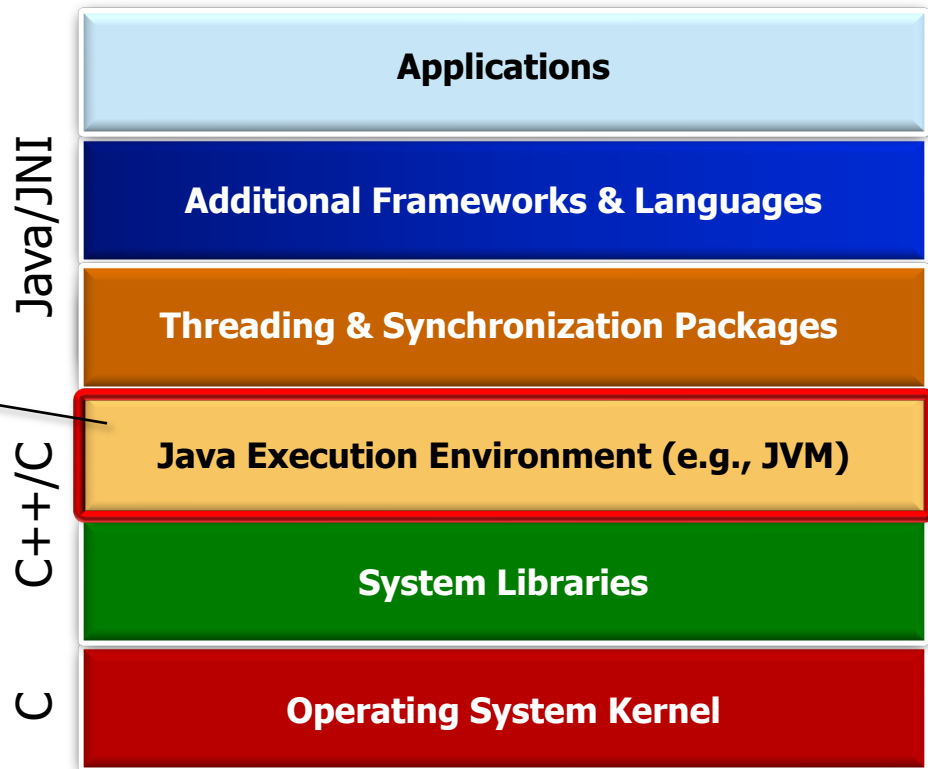 Applications
Java/JNI
Additional Frameworks & Languages
Threading & Synchronization Packages
C++/C
Java Execution Environment (e.g., JVM)
System Libraries
C
Operating System Kernel